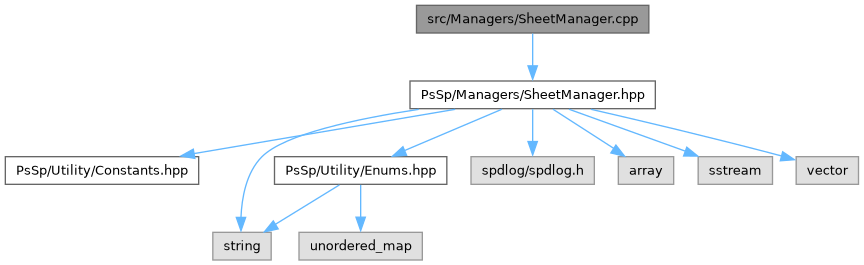 src/Managers/SheetManager.cpp
PsSp/Managers/SheetManager.hpp
PsSp/Utility/Constants.hpp
PsSp/Utility/Enums.hpp
spdlog/spdlog.h
array
sstream
vector
string
unordered_map